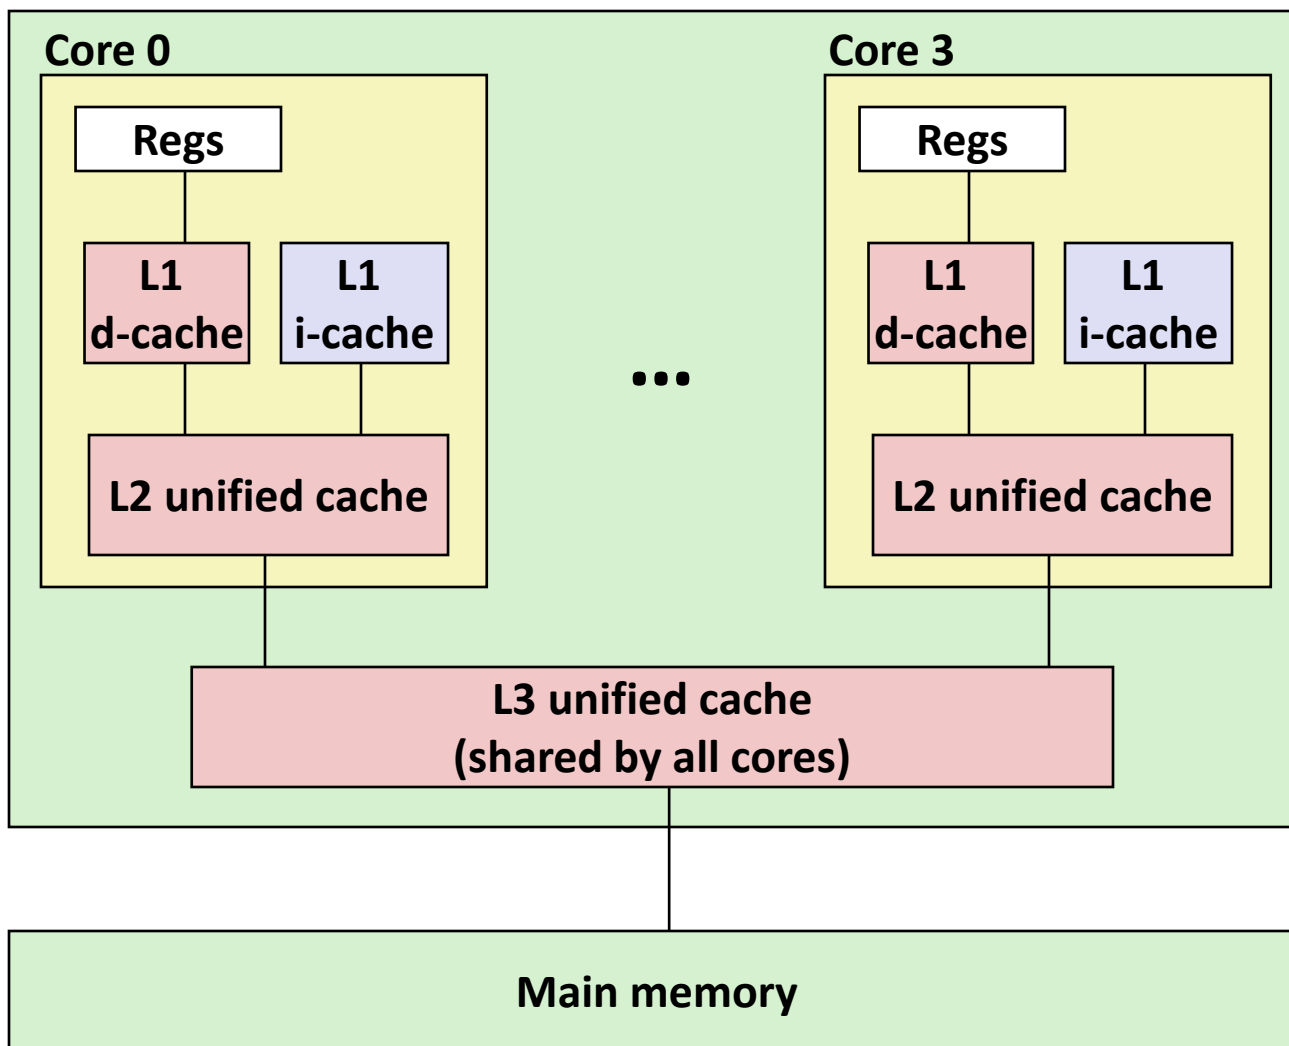 Core 0
Regs
L1
d-cache
L1
i-cache
L2 unified cache
...
Core 3
Regs
L1
d-cache
L1
i-cache
L2 unified cache
L3 unified cache
(shared by all cores)
Main memory